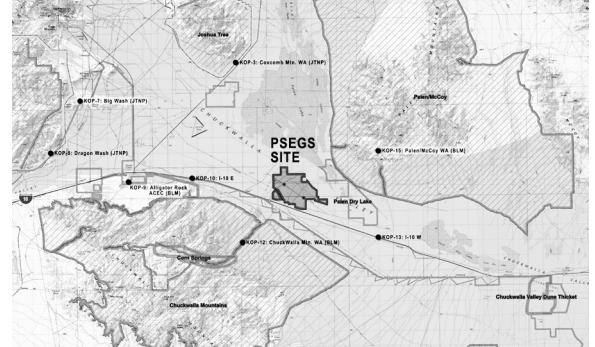 Joshua Tree
KOP-3: Coxcomb Mtn. WA (JTNP)
KOP-7: Big Wash (JTNP)
Palen/McCoy
CHUCKWALLA
PSEGS
SITE
KOP-15: Palen/McCoy WA (BLM)
KOP-8: Dragon Wash (JTNP)
KOP-10: I-10 E
KOP-9: Alligator Rock
ACEC (BLM)
10
Palen Dry Lake
KOP-13: I-10 W
KOP-12: ChuckWalla Mtn. WA (BLM)
Corn Springs
Chuckwalla Valley Dune Thicket
Chuckwalla Mountains